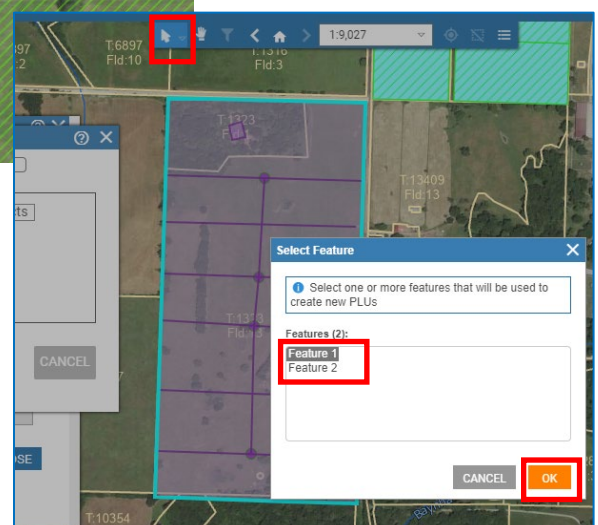 T:6897
Fld:10
1:9,027
T:1316
Fld:3
T:1323
T:13409
Fld:13
cts
CANCEL
Select Feature
Select one or more features that will be used to
create new PLUs
Features (2):
Feature 1
Feature 2
CANCEL
OK
T:10354